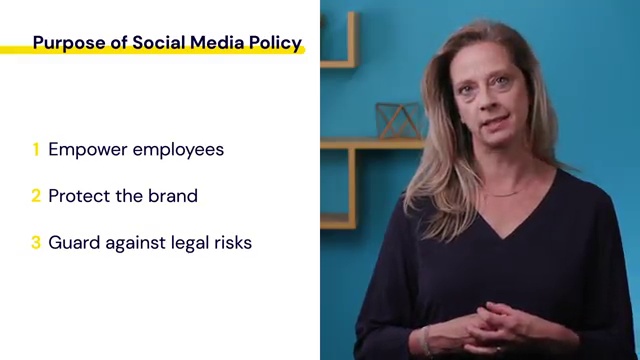 Purpose of Social Media Policy
1 Empower employees
2 Protect the brand
3 Guard against legal risks